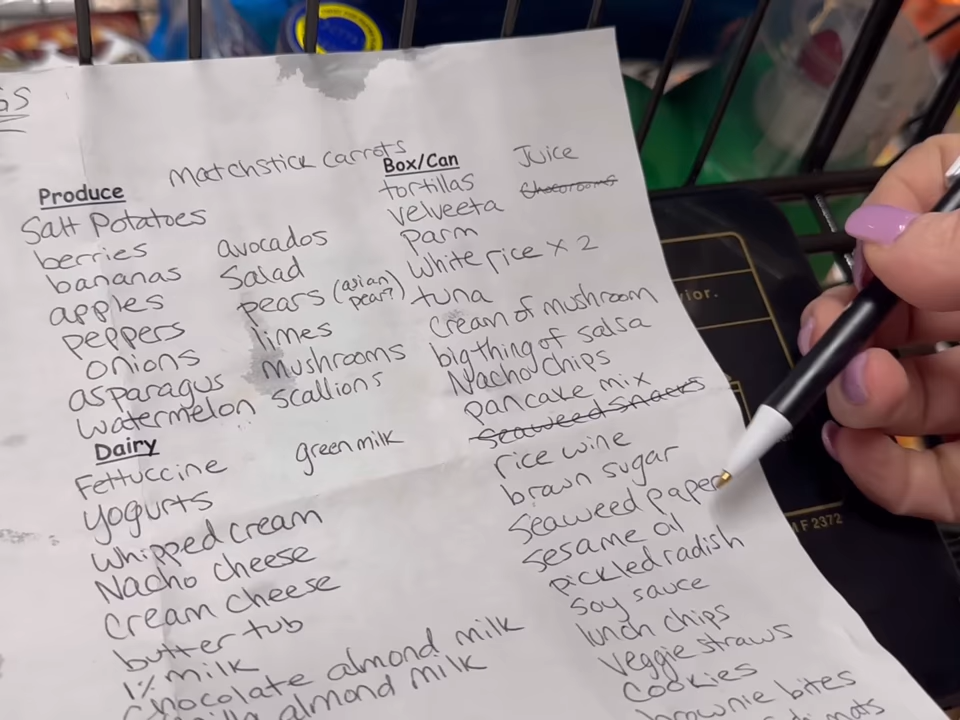 GS
Matchstick Carrots
Produce
Salt Potatoes
berries
bananas
apples
peppers
onions
asparagus
watermelon
avocados
Salad
pears (asian pear?)
limes
mushrooms
scallions
Dairy
Fettuccine
yogurts
whipped cream
Nacho cheese
cream cheese
butter tub
1% milk
chocolate almond milk
almond milk
green milk
Box/Can
tortillas
Velveeta
parm
White rice x 2
tuna
cream of mushroom
big thing of salsa
Nacho chips
pancake mix
Seaweed Snacks
rice wine
brown sugar
Seaweed paper
sesame oil
pickled radish
soy sauce
lunch chips
veggie straws
cookies
brownie bites
Juice
Chocorooms
ior.
F 2372